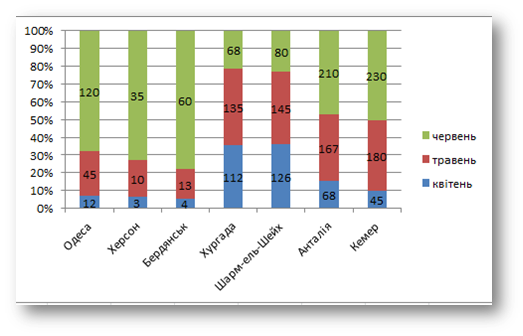 100%
90%
80%
70%
60%
50%
40%
30%
20%
10%
0%
120 35 60 68 80 210 230
45 10 13 135 145 167 180
12 3 4 112 126 68 45
Одеса
Херсон
Бердянськ
Хургада
Шарм-ель-Шейх
Анталія
Кемер
червень
травень
квітень